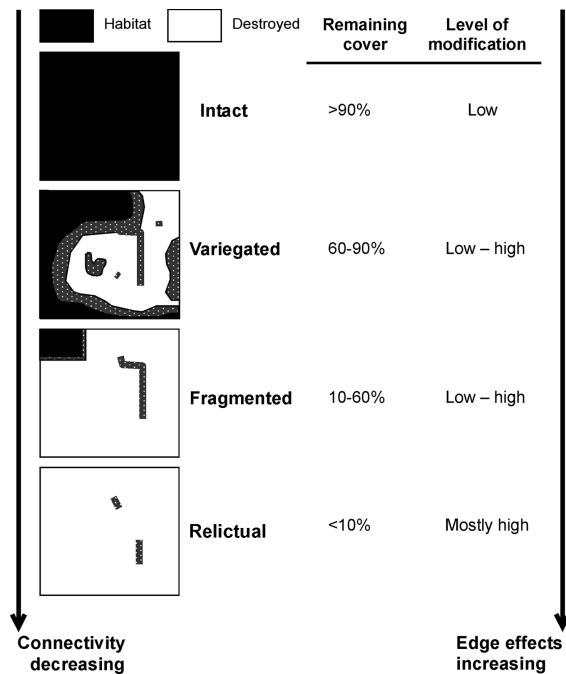 Habitat Destroyed Remaining Level of
cover modification
Intact >90% Low
Variegated 60-90% Low – high
Fragmented 10-60% Low – high
Relictual <10% Mostly high
Connectivity Edge effects
decreasing increasing